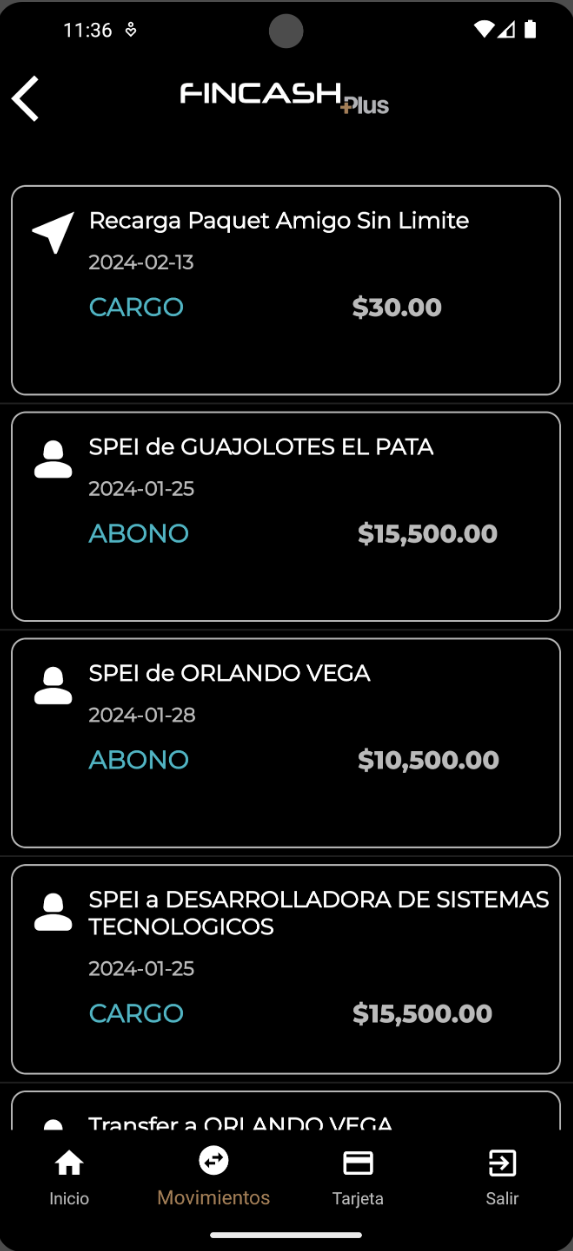 11:36
FINCASH
Plus
Recarga Paquet Amigo Sin Limite
2024-02-13
CARGO $30.00
SPEI de GUAJOLOTES EL PATA
2024-01-25
ABONO $15,500.00
SPEI de ORLANDO VEGA
2024-01-28
ABONO $10,500.00
SPEI a DESARROLLADORA DE SISTEMAS
TECNOLOGICOS
2024-01-25
CARGO $15,500.00
Transfer a ORLANDO VEGA
Inicio Movimientos Tarjeta Salir